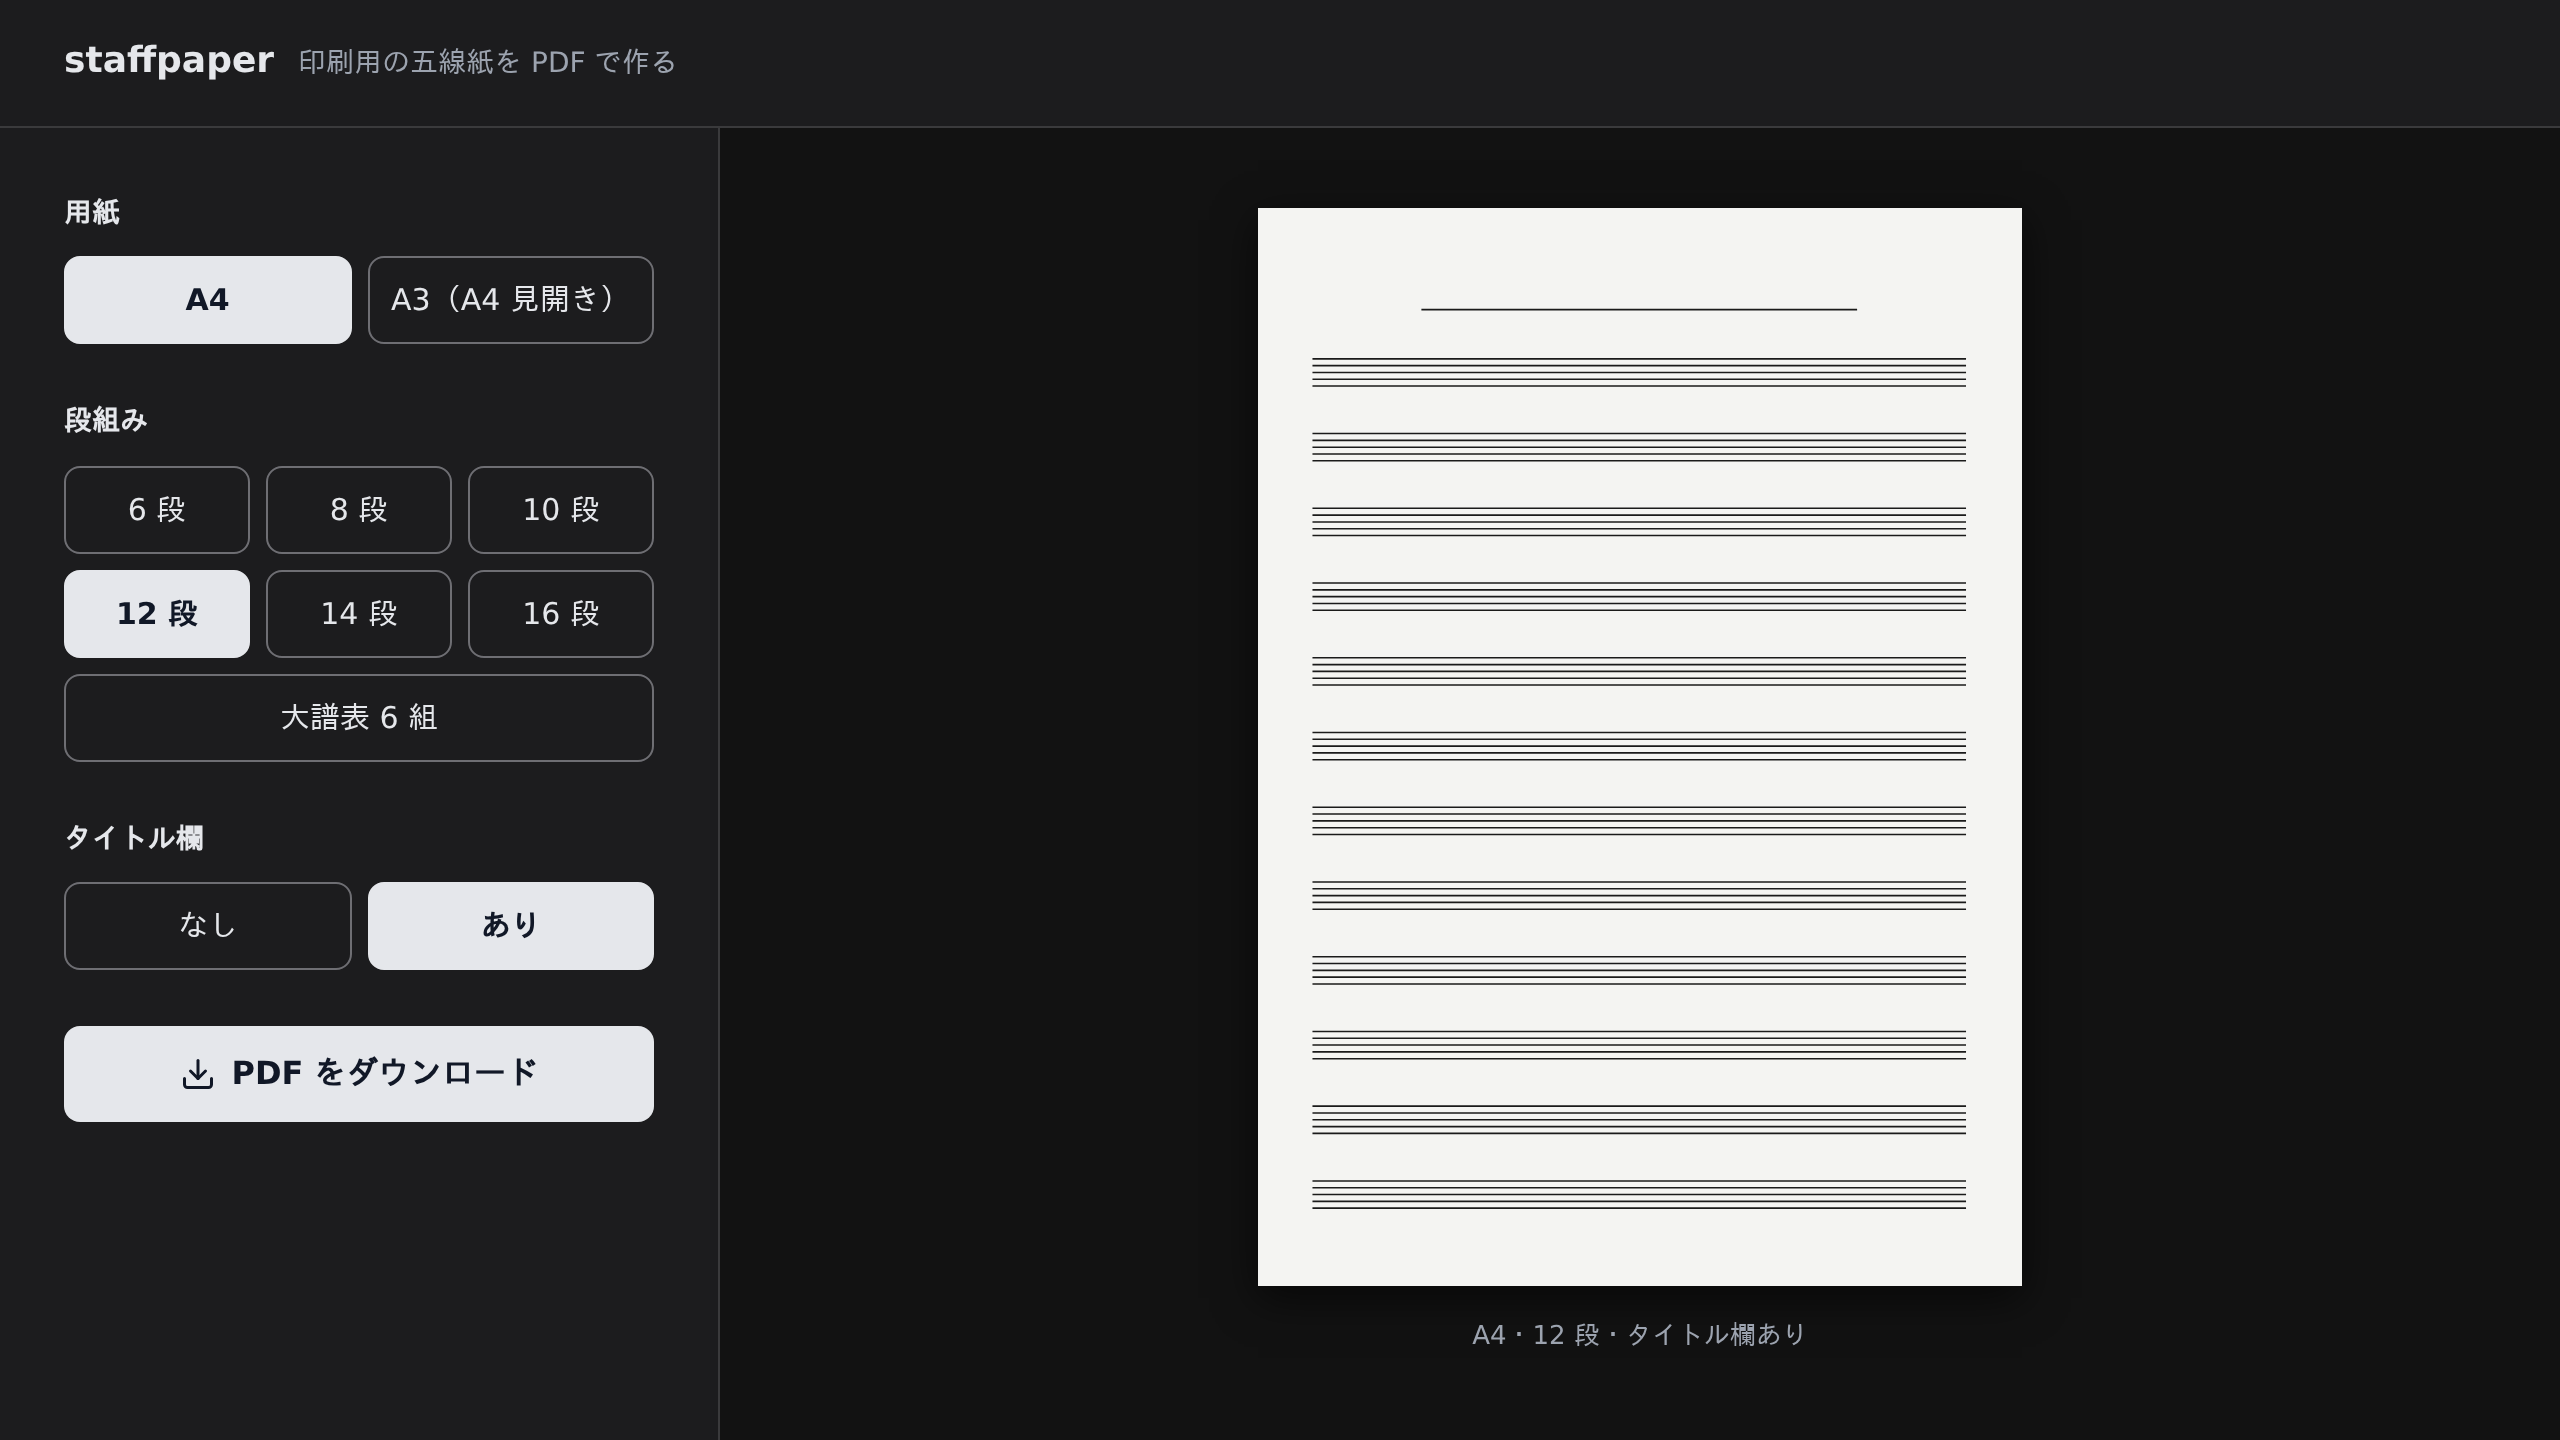 staffpaper 印刷用の五線紙を PDF で作る
用紙
A4
A3（A4 見開き）
段組み
6 段
8 段
10 段
12 段
14 段
16 段
大譜表 6 組
タイトル欄
なし
あり
PDF をダウンロード
A4・12 段・タイトル欄あり